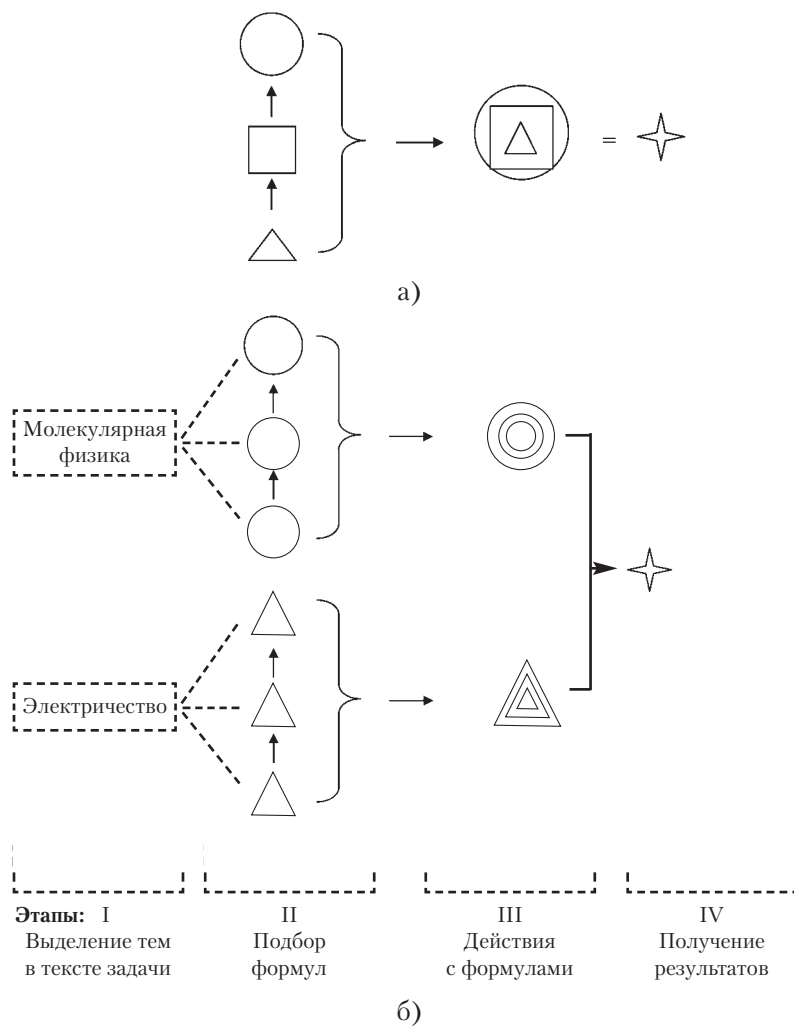 =
а)
Молекулярная
физика
Электричество
Этапы: I II III IV
Выделение тем Подбор Действия Получение
в тексте задачи формул с формулами результатов
б)